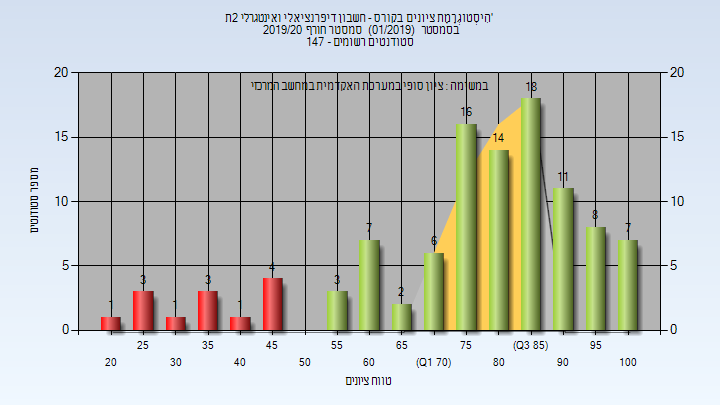 היסטוגרמת ציונים בקורס - חשבון דיפרנציאלי ואינטגרלי 2ת'
בסמסטר (01/2019) סמסטר חורף 2019/20
סטודנטים רשומים - 147
במשימה : ציון סופי במערכת האקדמית במחשב המרכזי
מספר סטודנטים
20 20
15 15
10 10
5 5
0 0
1 3 1 3 1 4 3 7 2 6 16 14 18 11 8 7
25 35 45 55 65 75 (Q3 85) 95
20 30 40 50 60 (Q1 70) 80 90 100
טווח ציונים